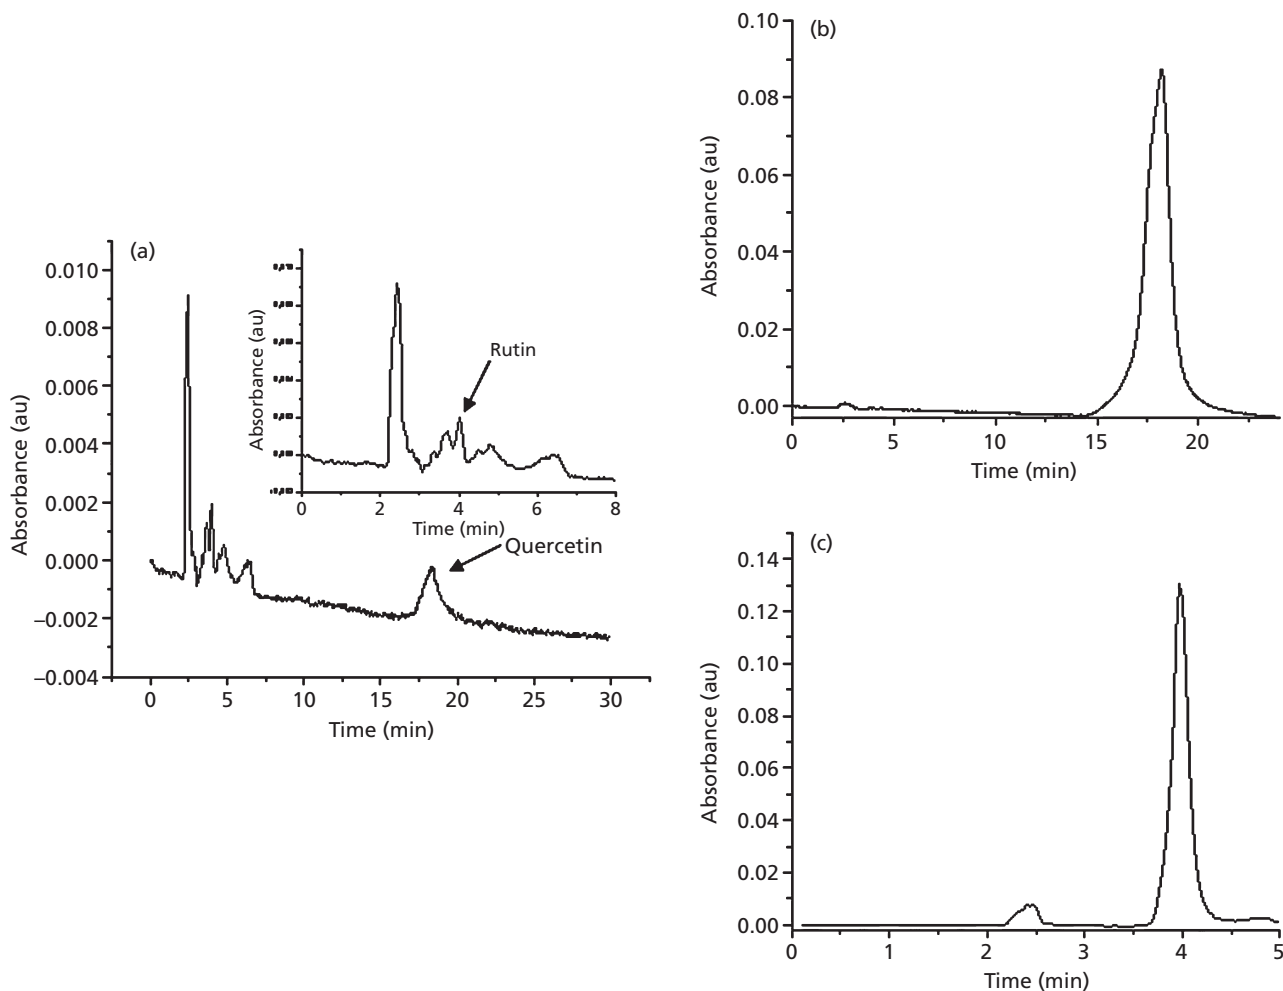 (a)
Absorbance (au)
0.010
0.008
0.006
0.004
0.002
0.000
−0.002
−0.004
0 5 10 15 20 25 30
Time (min)
Quercetin
Absorbance (au)
Rutin
0 2 4 6 8
Time (min)
(b)
Absorbance (au)
0.10
0.08
0.06
0.04
0.02
0.00
0 5 10 15 20
Time (min)
(c)
Absorbance (au)
0.14
0.12
0.10
0.08
0.06
0.04
0.02
0.00
0 1 2 3 4 5
Time (min)